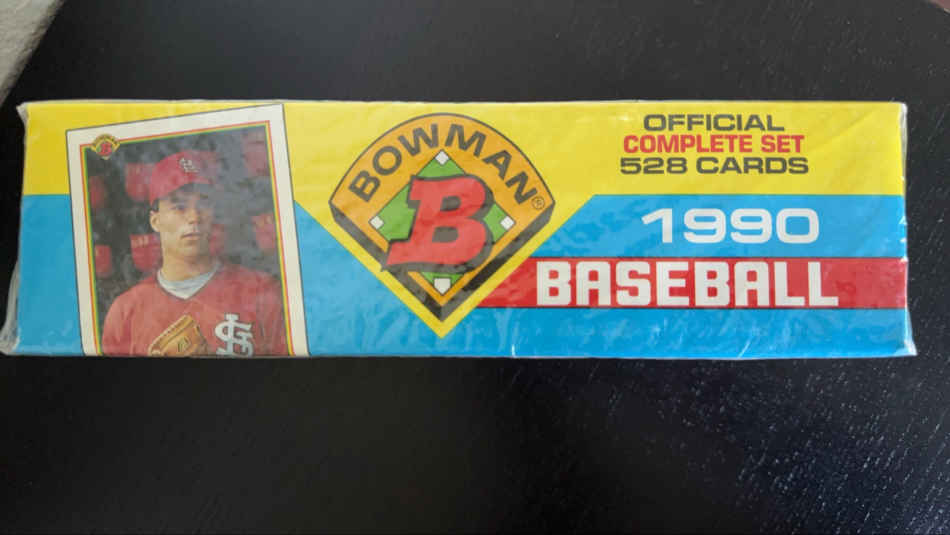 BOWMAN®
B
OFFICIAL
COMPLETE SET
528 CARDS
1990
BASEBALL
StL